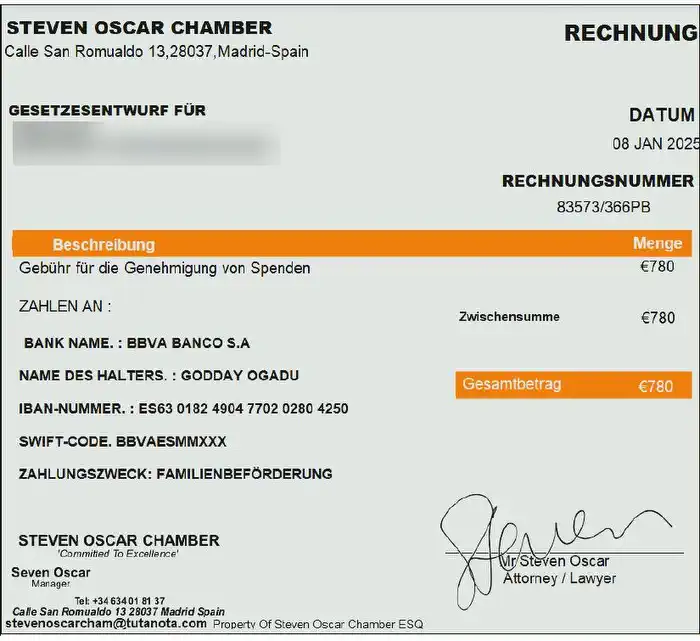 STEVEN OSCAR CHAMBER
RECHNUNG
Calle San Romualdo 13,28037,Madrid-Spain
GESETZESENTWURF FÜR
DATUM
08 JAN 2025
RECHNUNGSNUMMER
83573/366PB
Beschreibung Menge
Gebühr für die Genehmigung von Spenden €780
ZAHLEN AN :
Zwischensumme €780
BANK NAME. : BBVA BANCO S.A
NAME DES HALTERS. : GODDAY OGADU
Gesamtbetrag €780
IBAN-NUMMER. : ES63 0182 4904 7702 0280 4250
SWIFT-CODE. BBVAESMMXXX
ZAHLUNGSZWECK: FAMILIENBEFÖRDERUNG
STEVEN OSCAR CHAMBER
'Committed To Excellence'
Seven Oscar
Manager
Steven
Mr Steven Oscar
Attorney / Lawyer
Tel: +34 634 01 81 37
Calle San Romualdo 13 28037 Madrid Spain
stevenoscarcham@tutanota.com Property Of Steven Oscar Chamber ESQ